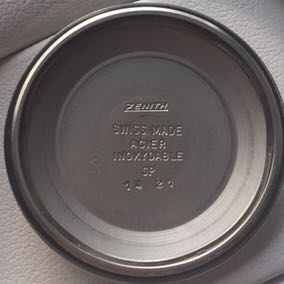 ZENITH
SWISS MADE
ACIER
INOXYDABLE
SP
14 21